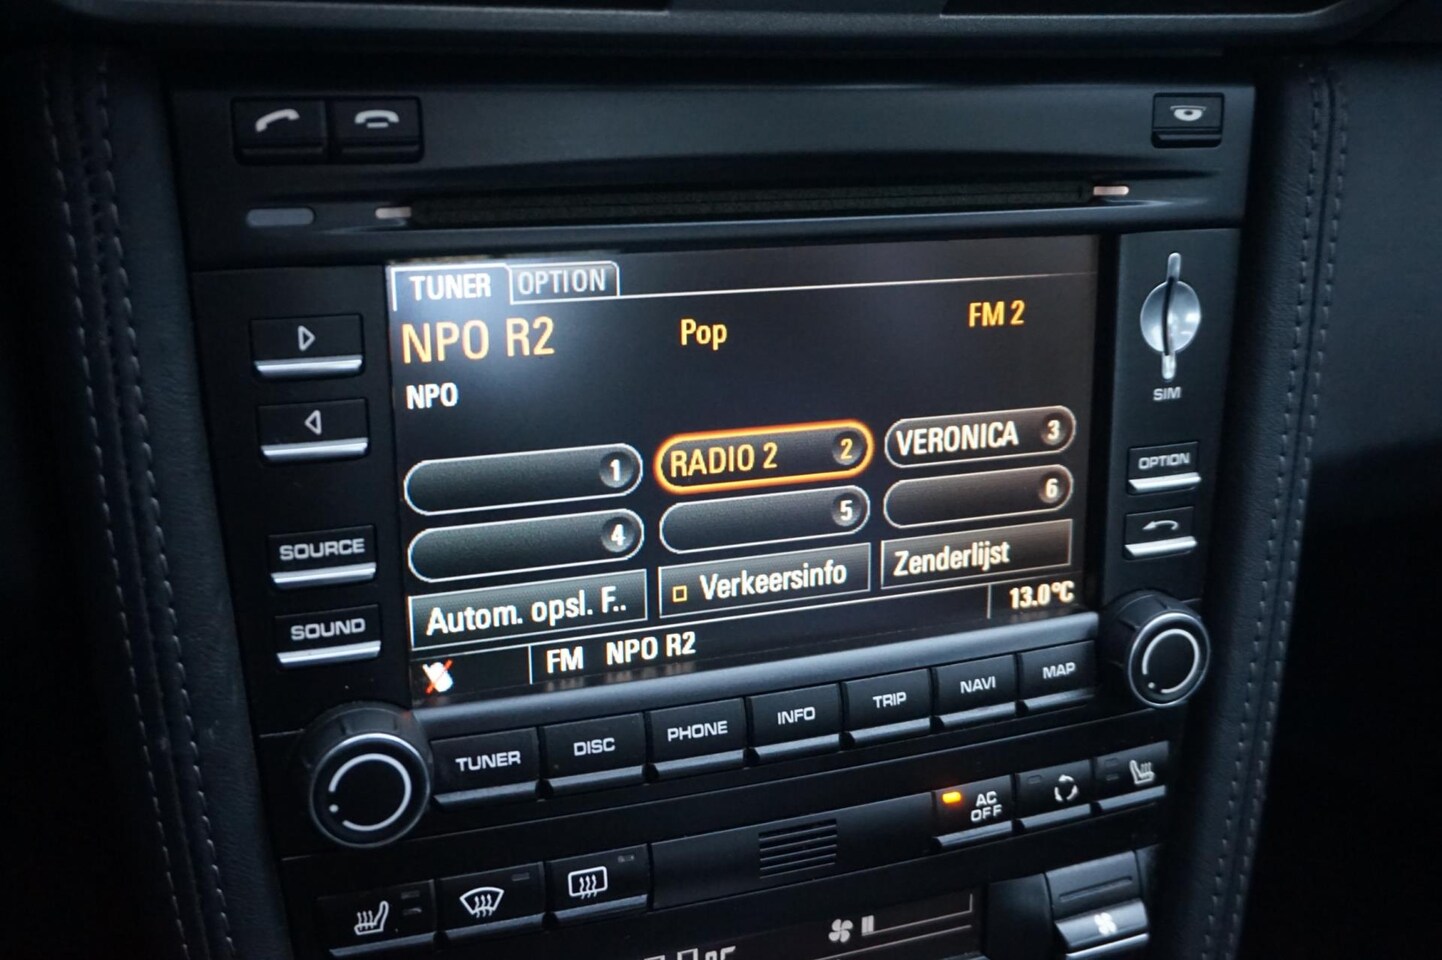 TUNER OPTION
NPO R2 Pop FM 2
NPO
1 RADIO 2 2 VERONICA 3
4 5 6
Autom. opsl. F.. Verkeersinfo Zenderlijst
13.0°C
FM NPO R2
SIM
OPTION
SOURCE
SOUND
TUNER DISC PHONE INFO TRIP NAVI MAP
AC
OFF